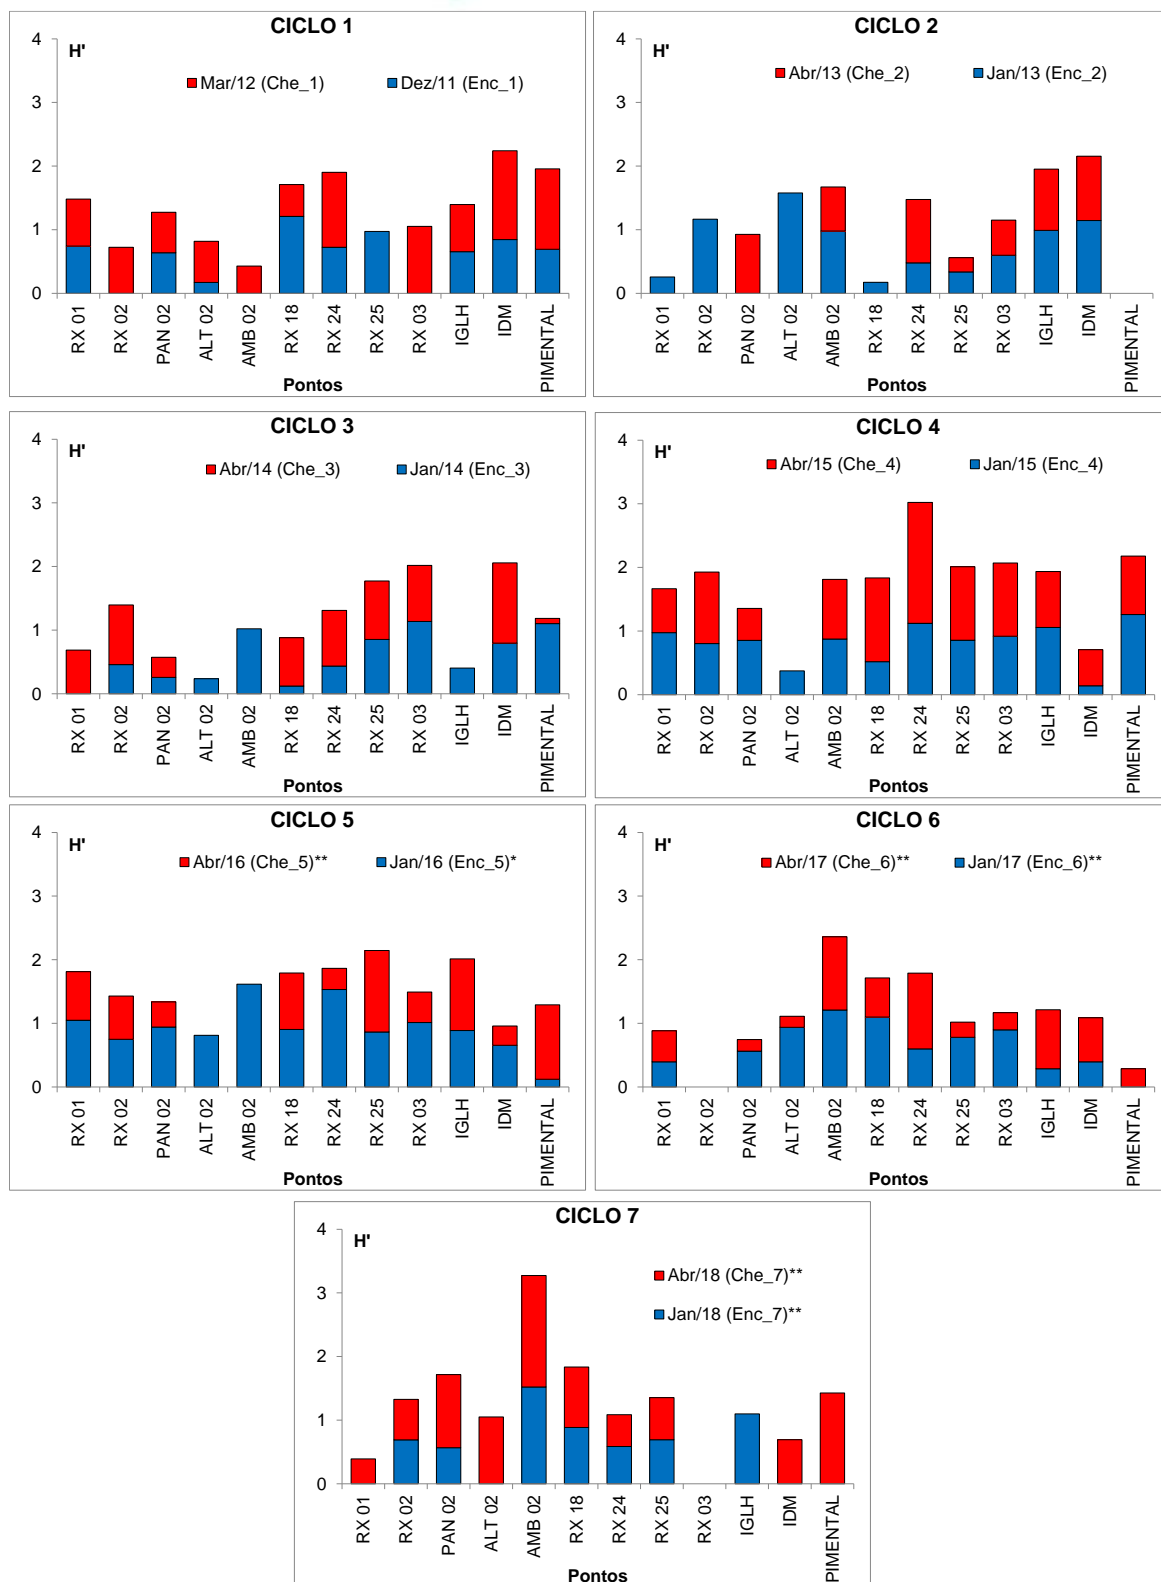 CICLO 1
H'
Mar/12 (Che_1) Dez/11 (Enc_1)
4
3
2
1
0
RX 01 RX 02 PAN 02 ALT 02 AMB 02 RX 18 RX 24 RX 25 RX 03 IGLH IDM PIMENTAL
Pontos
CICLO 2
H'
Abr/13 (Che_2) Jan/13 (Enc_2)
4
3
2
1
0
RX 01 RX 02 PAN 02 ALT 02 AMB 02 RX 18 RX 24 RX 25 RX 03 IGLH IDM PIMENTAL
Pontos
CICLO 3
H'
Abr/14 (Che_3) Jan/14 (Enc_3)
4
3
2
1
0
RX 01 RX 02 PAN 02 ALT 02 AMB 02 RX 18 RX 24 RX 25 RX 03 IGLH IDM PIMENTAL
Pontos
CICLO 4
H'
Abr/15 (Che_4) Jan/15 (Enc_4)
4
3
2
1
0
RX 01 RX 02 PAN 02 ALT 02 AMB 02 RX 18 RX 24 RX 25 RX 03 IGLH IDM PIMENTAL
Pontos
CICLO 5
H'
Abr/16 (Che_5)** Jan/16 (Enc_5)*
4
3
2
1
0
RX 01 RX 02 PAN 02 ALT 02 AMB 02 RX 18 RX 24 RX 25 RX 03 IGLH IDM PIMENTAL
Pontos
CICLO 6
H'
Abr/17 (Che_6)** Jan/17 (Enc_6)**
4
3
2
1
0
RX 01 RX 02 PAN 02 ALT 02 AMB 02 RX 18 RX 24 RX 25 RX 03 IGLH IDM PIMENTAL
Pontos
CICLO 7
H'
Abr/18 (Che_7)**
Jan/18 (Enc_7)**
4
3
2
1
0
RX 01 RX 02 PAN 02 ALT 02 AMB 02 RX 18 RX 24 RX 25 RX 03 IGLH IDM PIMENTAL
Pontos